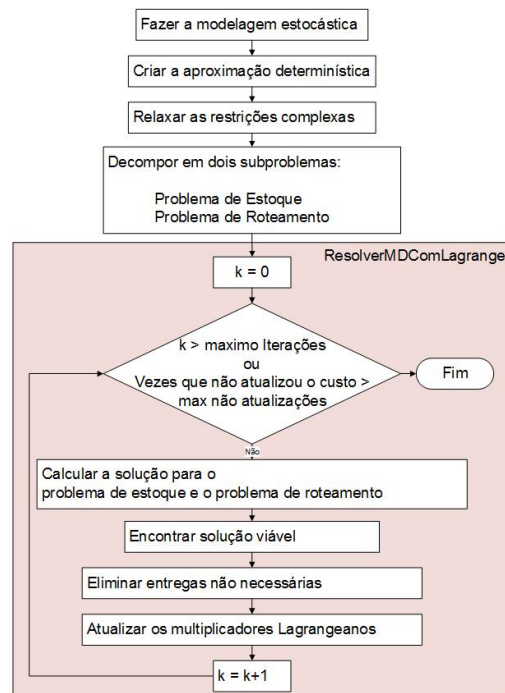 Fazer a modelagem estocástica
Criar a aproximação determinística
Relaxar as restrições complexas
Decompor em dois subproblemas:
Problema de Estoque
Problema de Roteamento
ResolverMDComLagrange
k = 0
k > maximo Iterações
ou
Vezes que não atualizou o custo >
max não atualizações
Fim
Não
Calcular a solução para o
problema de estoque e o problema de roteamento
Encontrar solução viável
Eliminar entregas não necessárias
Atualizar os multiplicadores Lagrangeanos
k = k+1